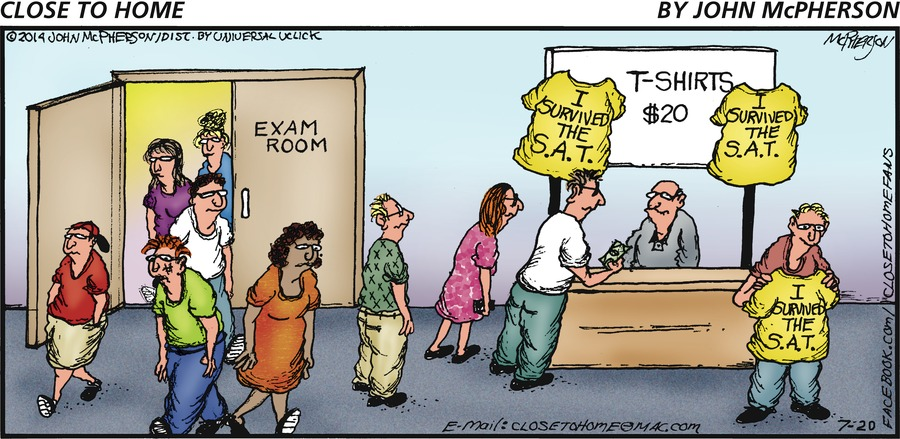 CLOSE TO HOME
BY JOHN McPHERSON
©2014 JOHN McPHERSON/DIST. BY UNIVERSAL UCLICK
McPHERSON
EXAM
ROOM
T-SHIRTS
$20
I
SURVIVED
THE
S.A.T.
I
SURVIVED
THE
S.A.T.
I
SURVIVED
THE
S.A.T.
FACEBOOK.com/CLOSETOHOMEFANS
E-Mail: CLOSETOHOME@MAC.com
7-20